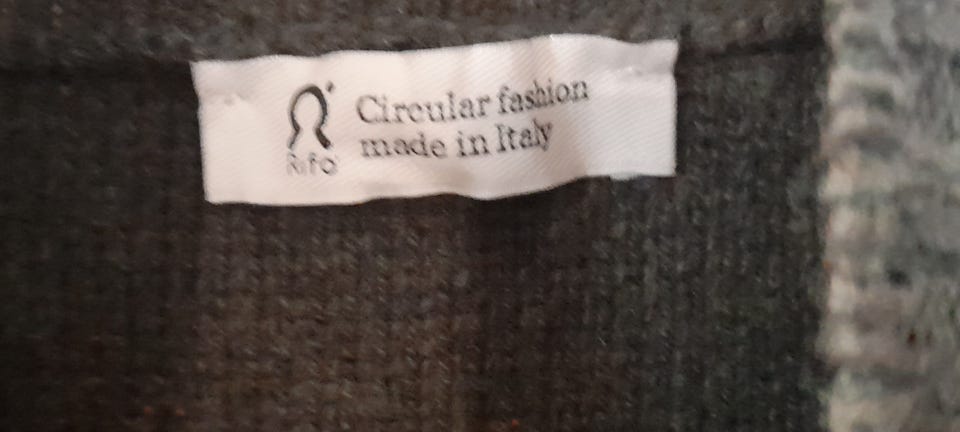 Rifò
Circular fashion
made in Italy